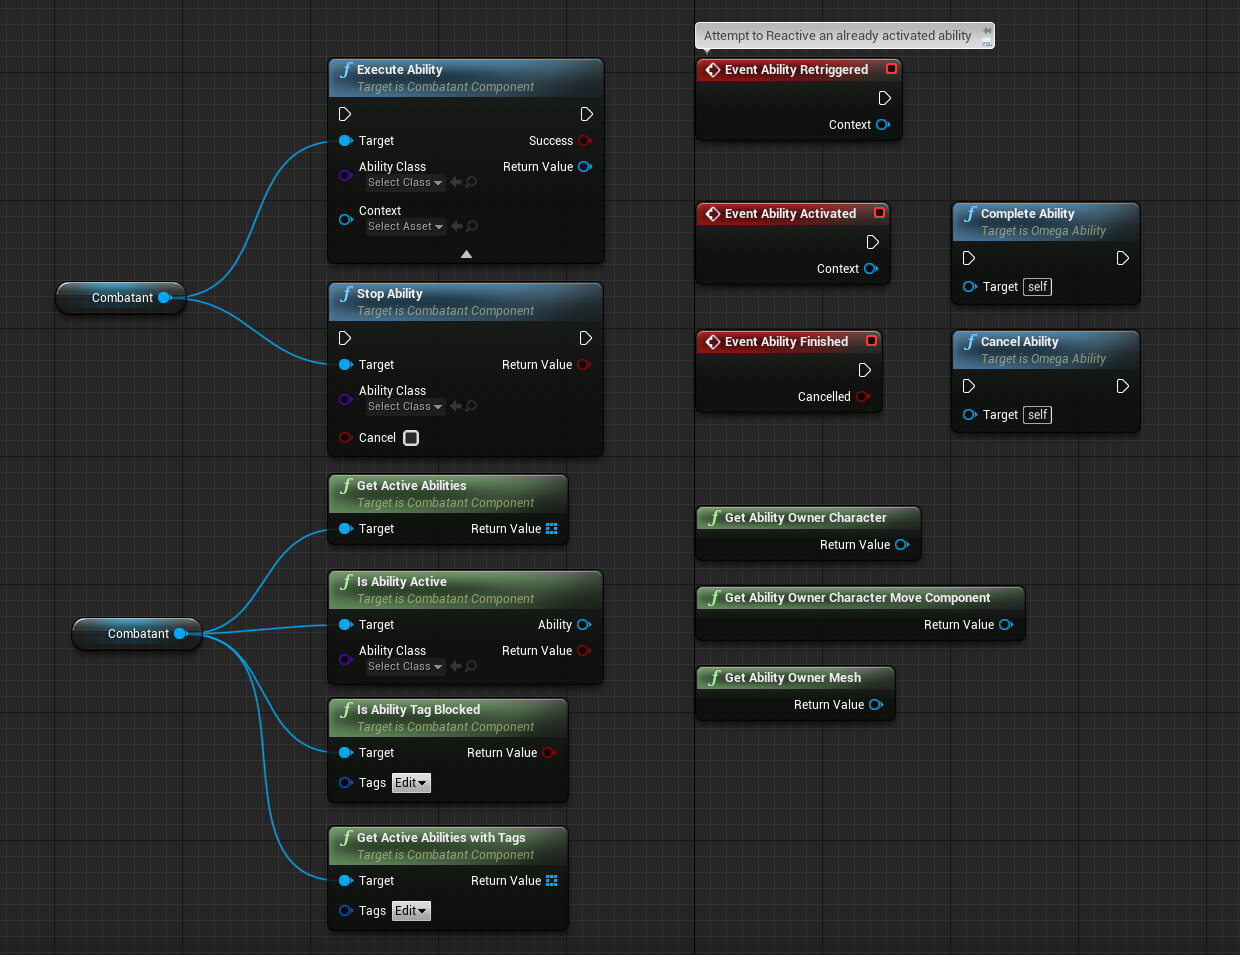 Attempt to Reactive an already activated ability
Execute Ability
Target is Combatant Component
Target
Success
Ability Class
Return Value
Select Class
Context
Select Asset
Combatant
Stop Ability
Target is Combatant Component
Target
Return Value
Ability Class
Select Class
Cancel
Get Active Abilities
Target is Combatant Component
Target
Return Value
Combatant
Is Ability Active
Target is Combatant Component
Target
Ability
Ability Class
Return Value
Select Class
Is Ability Tag Blocked
Target is Combatant Component
Target
Return Value
Tags
Edit
Get Active Abilities with Tags
Target is Combatant Component
Target
Return Value
Tags
Edit
Event Ability Retriggered
Context
Event Ability Activated
Context
Complete Ability
Target is Omega Ability
Target
self
Event Ability Finished
Cancelled
Cancel Ability
Target is Omega Ability
Target
self
Get Ability Owner Character
Return Value
Get Ability Owner Character Move Component
Return Value
Get Ability Owner Mesh
Return Value